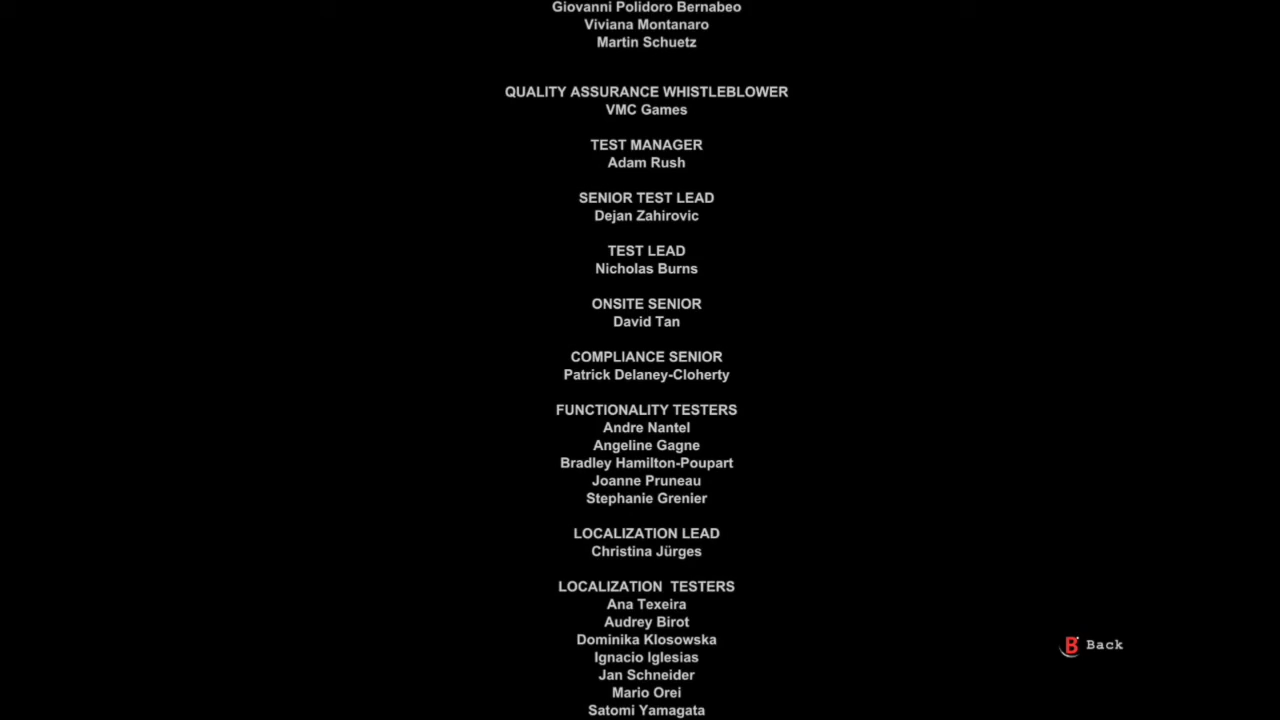 Giovanni Polidoro Bernabeo
Viviana Montanaro
Martin Schuetz
QUALITY ASSURANCE WHISTLEBLOWER
VMC Games
TEST MANAGER
Adam Rush
SENIOR TEST LEAD
Dejan Zahirovic
TEST LEAD
Nicholas Burns
ONSITE SENIOR
David Tan
COMPLIANCE SENIOR
Patrick Delaney-Cloherty
FUNCTIONALITY TESTERS
Andre Nantel
Angeline Gagne
Bradley Hamilton-Poupart
Joanne Pruneau
Stephanie Grenier
LOCALIZATION LEAD
Christina Jürges
LOCALIZATION  TESTERS
Ana Texeira
Audrey Birot
Dominika Klosowska
Ignacio Iglesias
Jan Schneider
Mario Orei
Satomi Yamagata
B Back